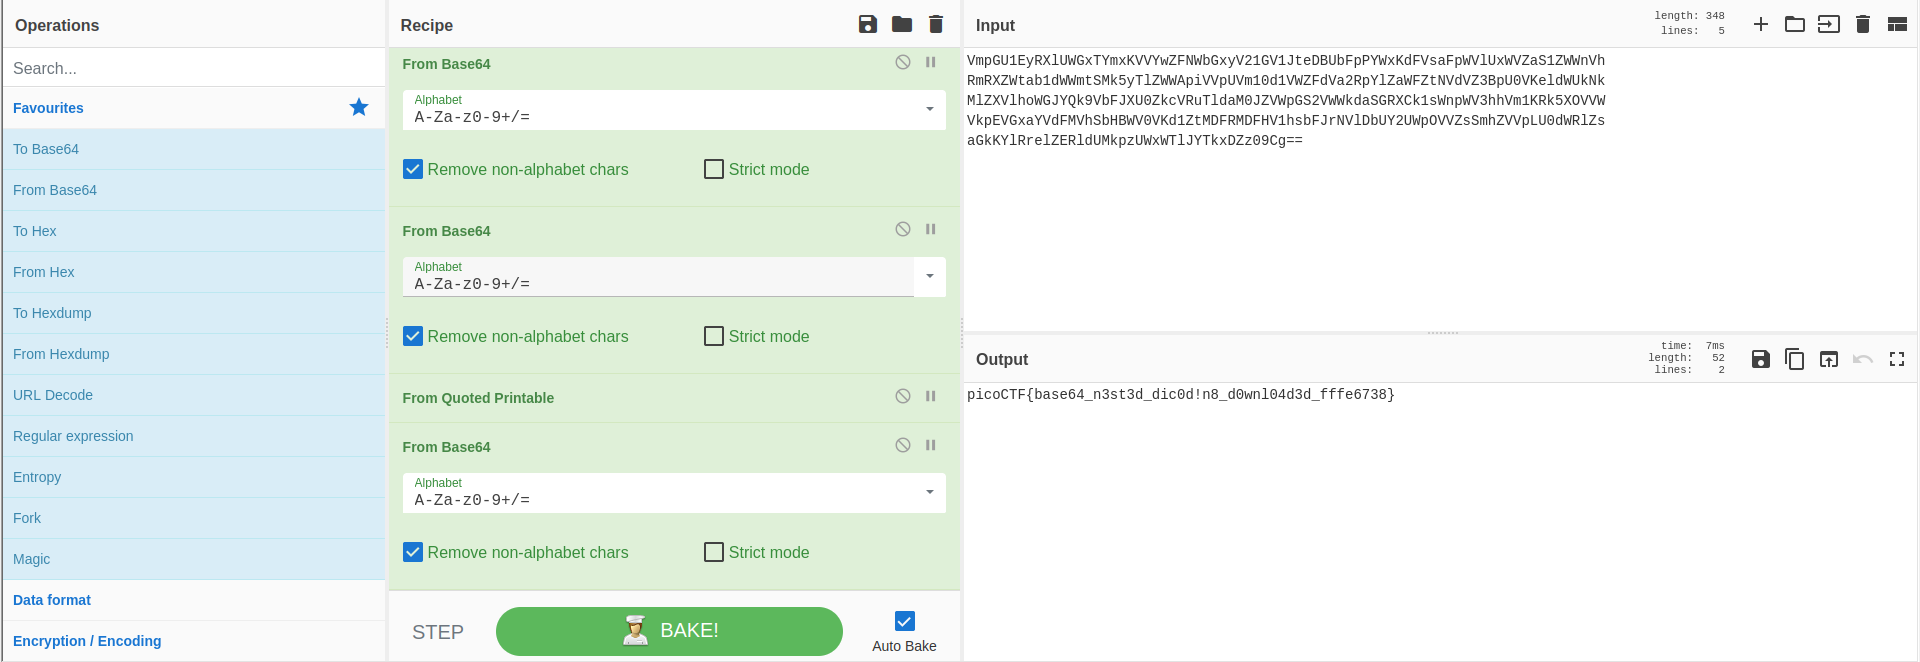 Operations
Search...
Favourites
To Base64
From Base64
To Hex
From Hex
To Hexdump
From Hexdump
URL Decode
Regular expression
Entropy
Fork
Magic
Data format
Encryption / Encoding
Recipe
From Base64
Alphabet
A-Za-z0-9+/=
Remove non-alphabet chars
Strict mode
From Base64
Alphabet
A-Za-z0-9+/=
Remove non-alphabet chars
Strict mode
From Quoted Printable
From Base64
Alphabet
A-Za-z0-9+/=
Remove non-alphabet chars
Strict mode
STEP
BAKE!
Auto Bake
Input
length: 348
lines: 5
VmpGU1EyRXlUWGxTYmxKVVYwZFNWbGxyV21GV1JteDBUbFpPYWxKdFVsaFpWVlUxWVZaS1ZWWnVh
RmRXZWtab1dWWmtSMk5yTlZWApiVVpUVm10d1VWZFdVa2RpYlZaWFZtNVdVZ3BpU0VKeldWUkNk
MlZXVlhoWGJYQk9VbFJXU0ZkcVRuTldaM0JZVWpGS2VWWkdaSGRXCk1sWnpWV3hhVm1KRk5XOVVW
VkpEVGxaYVdFMVhSbHBWV0VKd1ZtMDFRMDFHV1hsbFJrNVlDbUY2UWpOVVZsSmhZVVpLU0dWRlZs
aGkKYlRrelZERldUMkpzUWxWTlJYTkxDZz09Cg==
Output
time: 7ms
length: 52
lines: 2
picoCTF{base64_n3st3d_dic0d!n8_d0wnl04d3d_fffe6738}